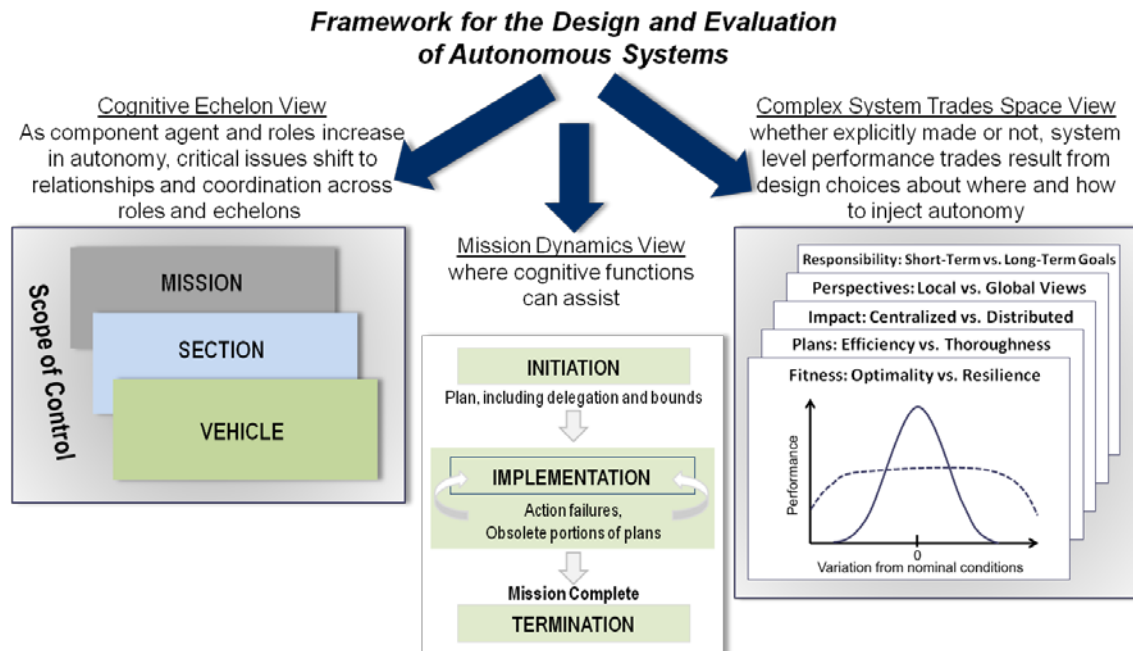 Framework for the Design and Evaluation
of Autonomous Systems
Cognitive Echelon View
As component agent and roles increase
in autonomy, critical issues shift to
relationships and coordination across
roles and echelons
Scope of Control
MISSION
SECTION
VEHICLE
Mission Dynamics View
where cognitive functions
can assist
INITIATION
Plan, including delegation and bounds
IMPLEMENTATION
Action failures,
Obsolete portions of plans
Mission Complete
TERMINATION
Complex System Trades Space View
whether explicitly made or not, system
level performance trades result from
design choices about where and how
to inject autonomy
Responsibility: Short-Term vs. Long-Term Goals
Perspectives: Local vs. Global Views
Impact: Centralized vs. Distributed
Plans: Efficiency vs. Thoroughness
Fitness: Optimality vs. Resilience
Performance
0
Variation from nominal conditions